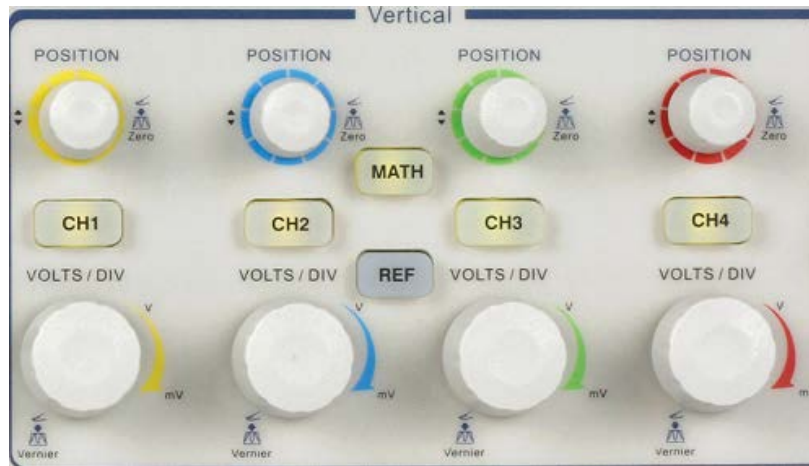 Vertical
POSITION POSITION POSITION POSITION
Zero Zero Zero Zero
MATH
CH1 CH2 CH3 CH4
VOLTS / DIV VOLTS / DIV REF VOLTS / DIV VOLTS / DIV
V V V V
mV mV mV m
Vernier Vernier Vernier Vernier